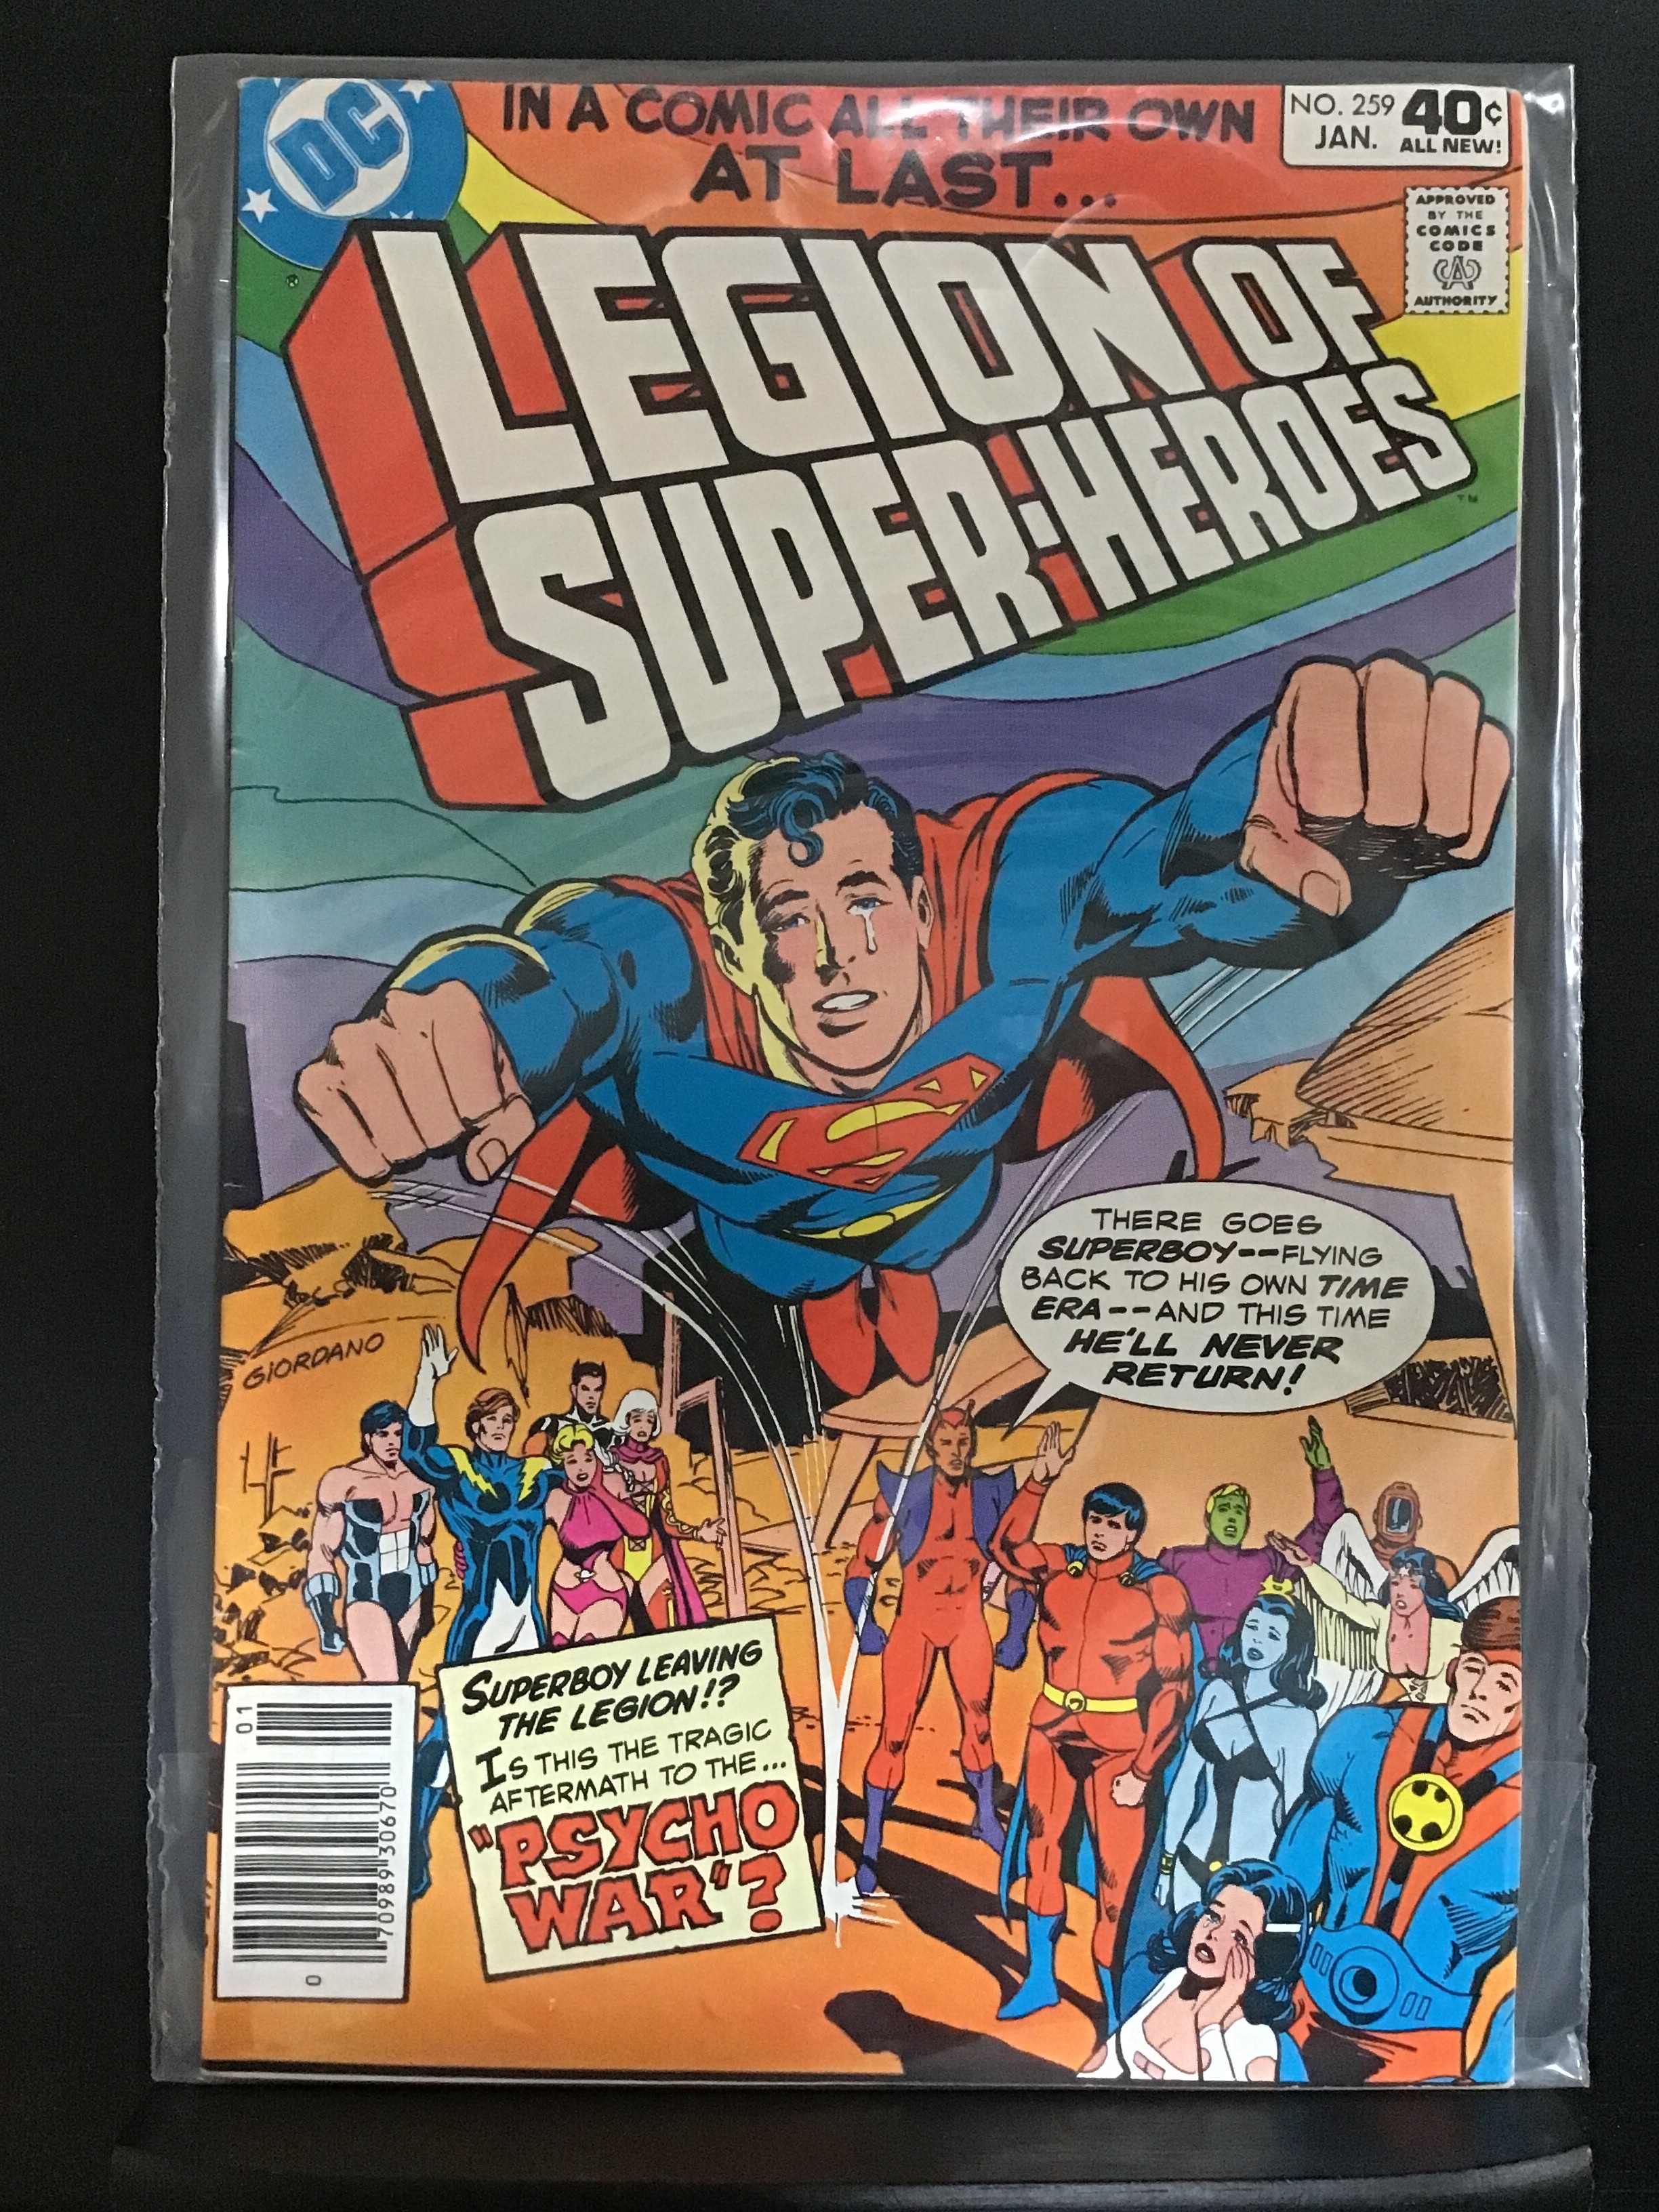 DC
IN A COMIC ALL THEIR OWN
AT LAST...
NO. 259
JAN.
40¢
ALL NEW!
APPROVED
BY THE
COMICS
CODE
CA
AUTHORITY
®
LEGION OF
SUPER-HEROES
TM
S
THERE GOES
SUPERBOY--FLYING
BACK TO HIS OWN TIME
ERA--AND THIS TIME
HE'LL NEVER
RETURN!
GIORDANO
SUPERBOY LEAVING
THE LEGION!?
IS THIS THE TRAGIC
AFTERMATH TO THE...
"PSYCHO
WAR"?
01
70989 30670
0